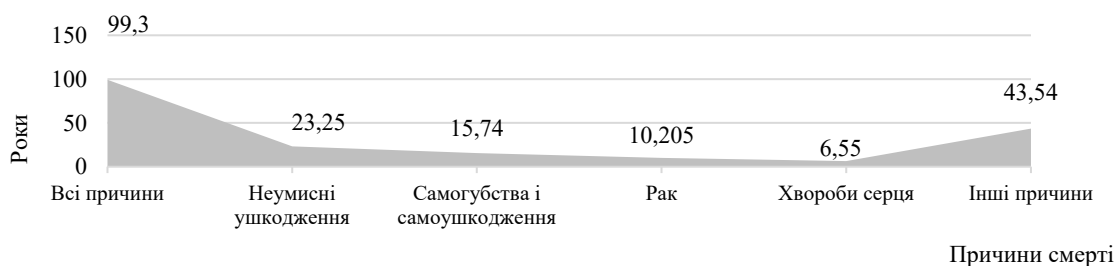 99,3
150
100
50
0
Роки
23,25
15,74
10,205
6,55
43,54
Всі причини
Неумисні
ушкодження
Самогубства і
самоушкодження
Рак
Хвороби серця
Інші причини
Причини смерті